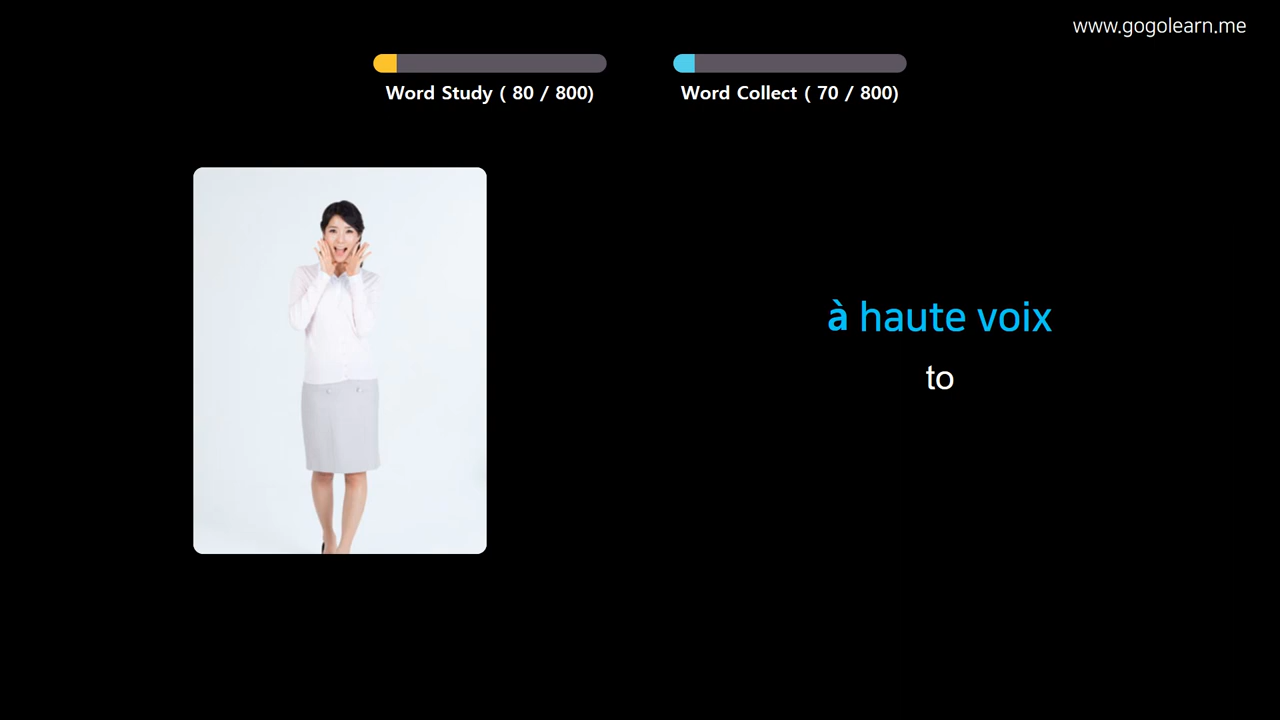 www.gogolearn.me
Word Study ( 80 / 800)
Word Collect ( 70 / 800)
à haute voix
to